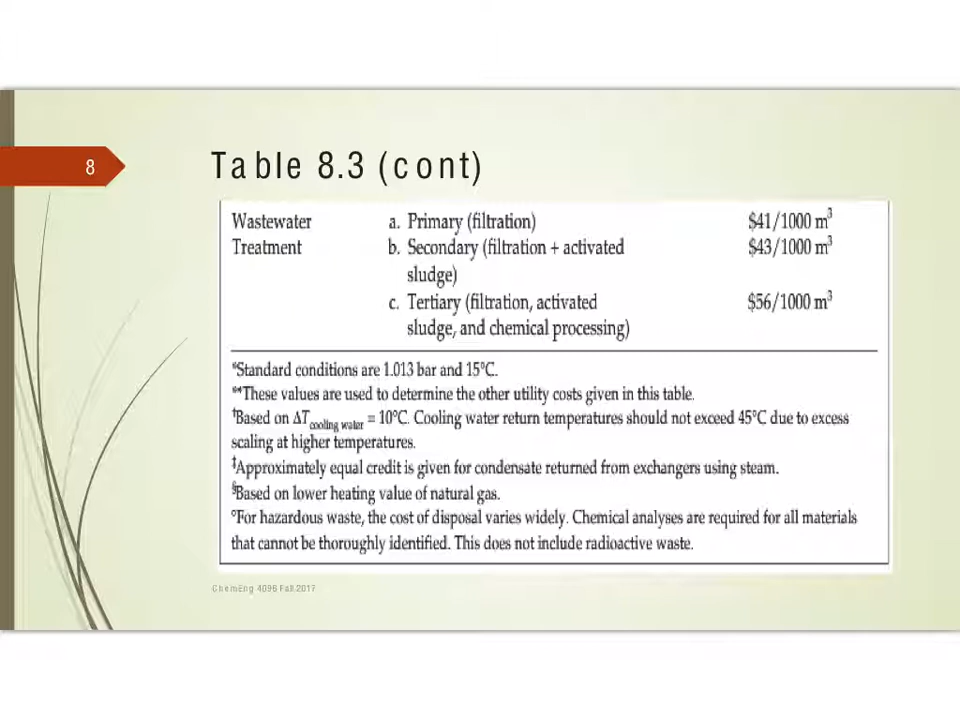 8
Table 8.3 (cont)
Wastewater a. Primary (filtration) $41/1000 m³
Treatment b. Secondary (filtration + activated $43/1000 m³
sludge)
c. Tertiary (filtration, activated $56/1000 m³
sludge, and chemical processing)
*Standard conditions are 1.013 bar and 15°C.
**These values are used to determine the other utility costs given in this table.
†Based on ΔTcooling water = 10°C. Cooling water return temperatures should not exceed 45°C due to excess
scaling at higher temperatures.
‡Approximately equal credit is given for condensate returned from exchangers using steam.
§Based on lower heating value of natural gas.
°For hazardous waste, the cost of disposal varies widely. Chemical analyses are required for all materials
that cannot be thoroughly identified. This does not include radioactive waste.
ChemEng 4096 Fall 2017